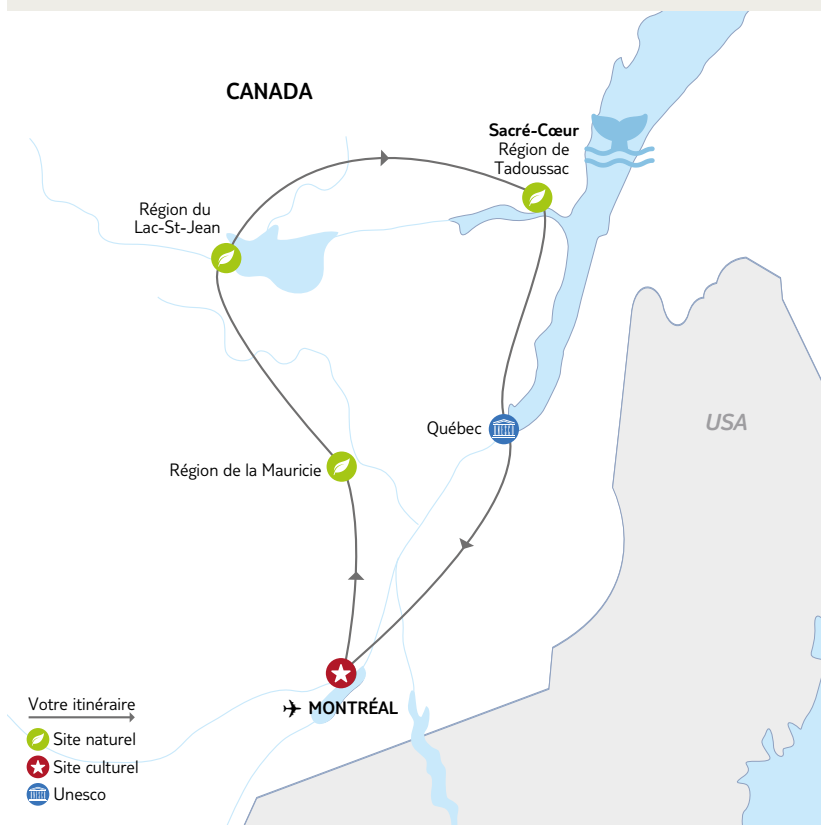 CANADA
Sacré-Cœur
Région de
Tadoussac
Région du
Lac-St-Jean
USA
Québec
Région de la Mauricie
MONTRÉAL
Votre itinéraire
Site naturel
Site culturel
Unesco